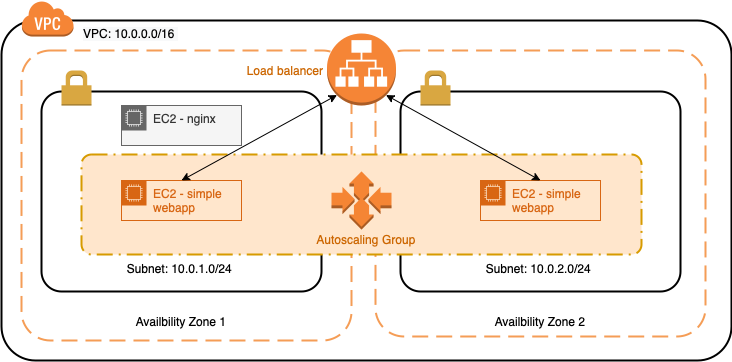 VPC
VPC: 10.0.0.0/16
Load balancer
EC2 - nginx
EC2 - simple
webapp
EC2 - simple
webapp
Autoscaling Group
Subnet: 10.0.1.0/24
Subnet: 10.0.2.0/24
Availbility Zone 1
Availbility Zone 2